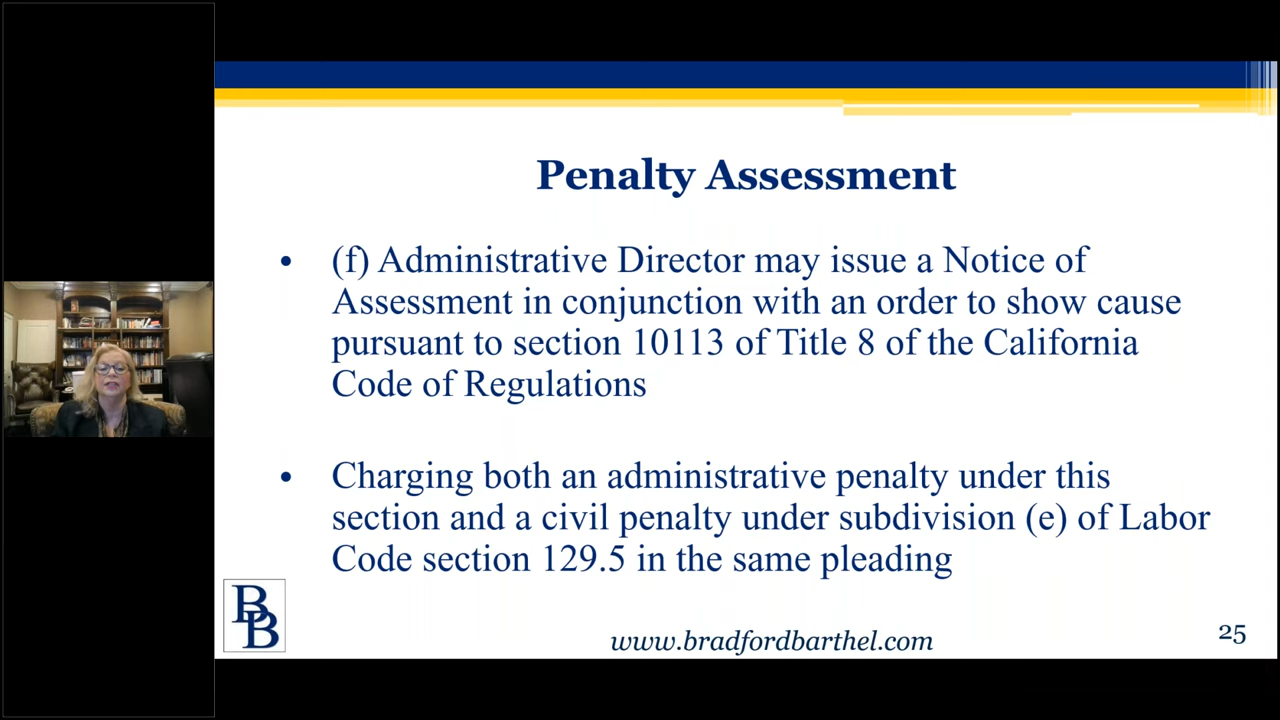 Penalty Assessment
• (f) Administrative Director may issue a Notice of
Assessment in conjunction with an order to show cause
pursuant to section 10113 of Title 8 of the California
Code of Regulations
• Charging both an administrative penalty under this
section and a civil penalty under subdivision (e) of Labor
Code section 129.5 in the same pleading
BB
www.bradfordbarthel.com
25